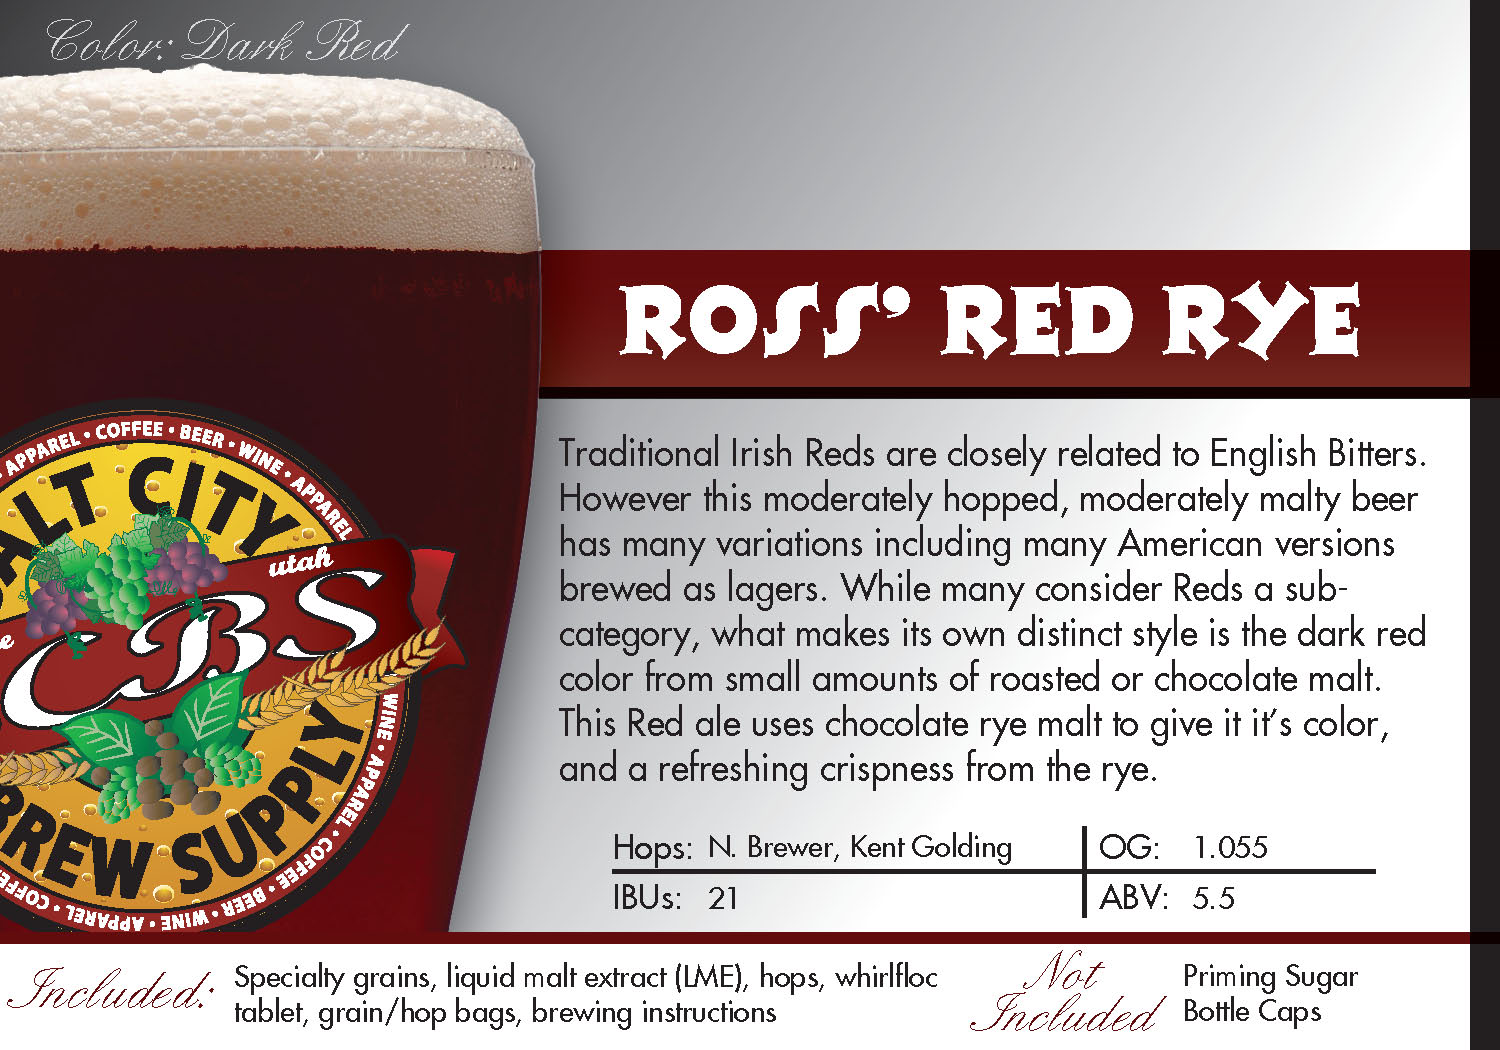 Color: Dark Red
ROSS' RED RYE
Traditional Irish Reds are closely related to English Bitters.
However this moderately hopped, moderately malty beer
has many variations including many American versions
brewed as lagers. While many consider Reds a sub-
category, what makes its own distinct style is the dark red
color from small amounts of roasted or chocolate malt.
This Red ale uses chocolate rye malt to give it it's color,
and a refreshing crispness from the rye.
Hops: N. Brewer, Kent Golding
OG: 1.055
IBUs: 21
ABV: 5.5
APPAREL • COFFEE • BEER • WINE • APPAREL
ALT CITY
utah
CBS
BREW SUPPLY
WINE • APPAREL • COFFEE • BEER • WINE • APPAREL • COFFEE
Included: Specialty grains, liquid malt extract (LME), hops, whirlfloc
tablet, grain/hop bags, brewing instructions
Not
Included
Priming Sugar
Bottle Caps